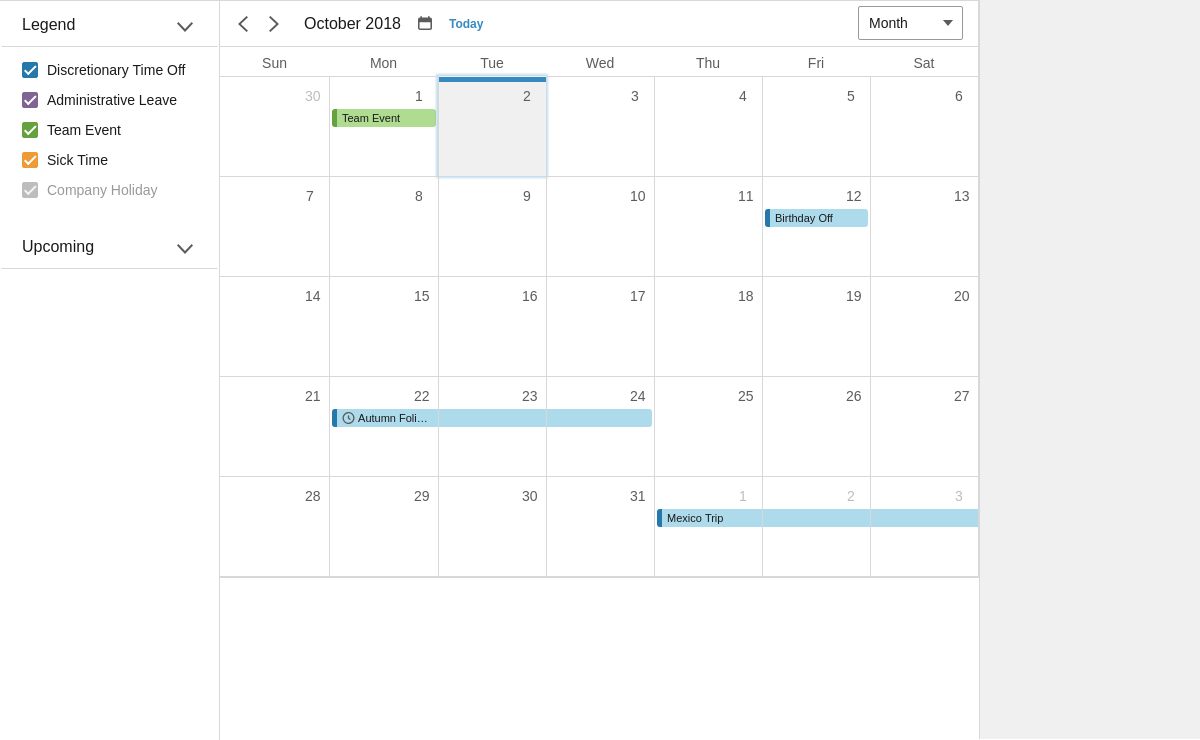 Legend
October 2018 Today Month
Sun Mon Tue Wed Thu Fri Sat
Discretionary Time Off
Administrative Leave
Team Event
Sick Time
Company Holiday
Upcoming
30 1 2 3 4 5 6
Team Event
7 8 9 10 11 12 13
Birthday Off
14 15 16 17 18 19 20
21 22 23 24 25 26 27
Autumn Foli…
28 29 30 31 1 2 3
Mexico Trip